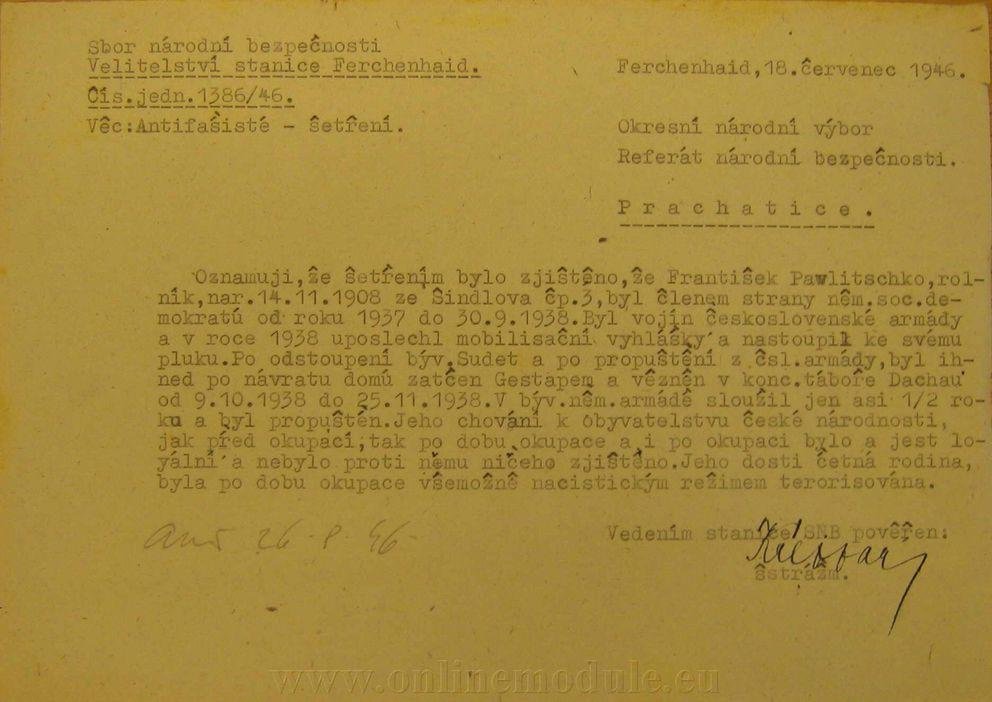 Sbor národní bezpečnosti
Velitelství stanice Ferchenhaid.
Čís.jedn.1386/46.
Věc:Antifašisté - šetření.
Ferchenhaid,18.červenec 1946.
Okresní národní výbor
Referát národní bezpečnosti.
Prachatice.
Oznamuji,že šetřením bylo zjištěno,že František Pawlitschko,rol-
ník,nar.14.11.1908 ze Šindlova čp.3,byl členem strany něm.soc.de-
mokratů od roku 1937 do 30.9.1938.Byl vojín československé armády
a v roce 1938 uposlechl mobilisační vyhlášky a nastoupil ke svému
pluku.Po odstoupení býv.Sudet a po propuštění z čsl.armády,byl ih-
ned po návratu domů zatčen Gestapem a vězněn v konc.táboře Dachau
od 9.10.1938 do 25.11.1938.V býv.něm.armádě sloužil jen asi 1/2 ro-
ku a byl propuštěn.Jeho chování k obyvatelstvu české národnosti,
jak před okupací,tak po dobu okupace a i po okupaci bylo a jest lo-
yální a nebylo proti němu ničeho zjištěno.Jeho dosti četná rodina,
byla po dobu okupace všemožně nacistickým režimem terorisována.
26-8-46-
Vedením stanice SNB pověřen:
šstrážm.
www.onlinemodule.eu